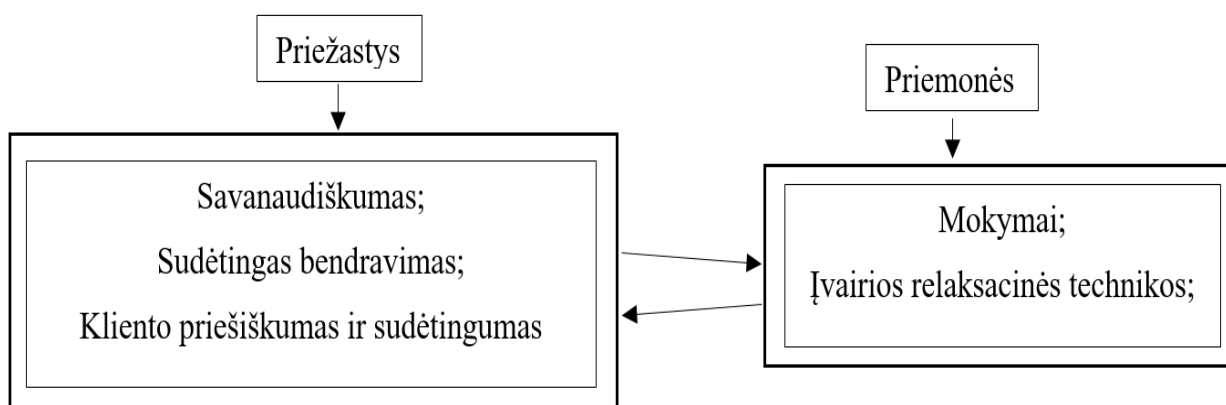 Priežastys
Priemonės
Savanaudiškumas;
Sudėtingas bendravimas;
Kliento priešiškumas ir sudėtingumas
Mokymai;
Įvairios relaksacinės technikos;